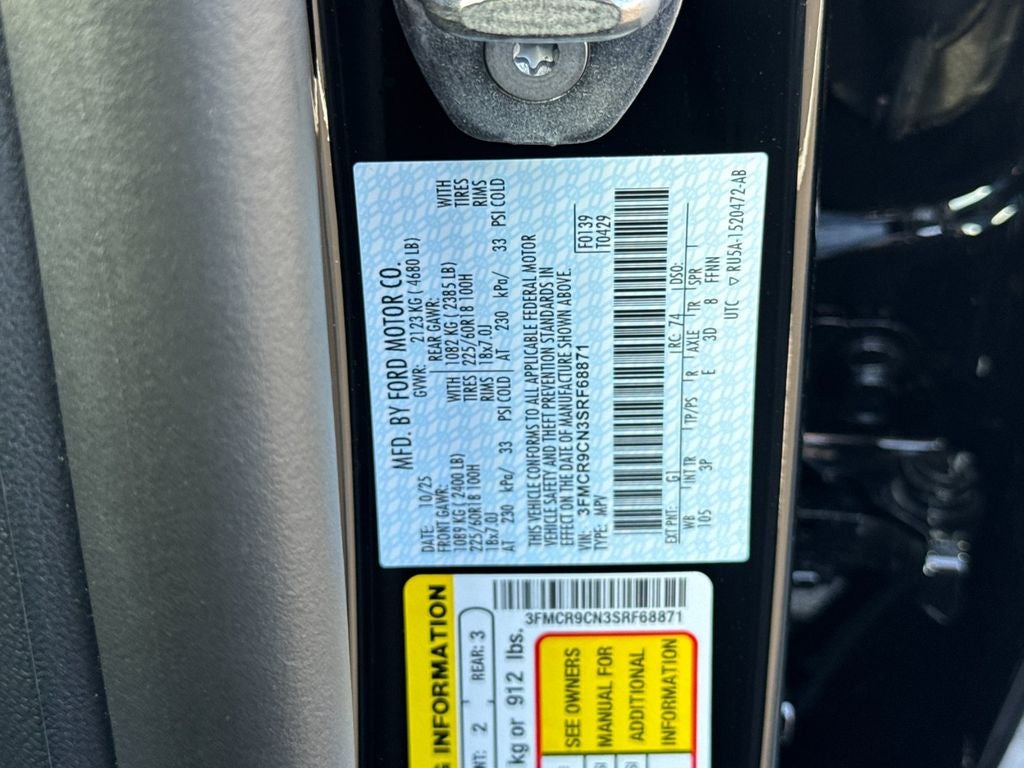 MFD. BY FORD MOTOR CO.
DATE: 10/25 GVWR: 2123 KG ( 4680 LB)
FRONT GAWR: REAR GAWR:
1089 KG ( 2400 LB) WITH 1082 KG ( 2385 LB) WITH
225/60R18 100H TIRES 225/60R18 100H TIRES
18x7.0J RIMS 18x7.0J RIMS
AT 230 kPa/ 33 PSI COLD AT 230 kPa/ 33 PSI COLD
THIS VEHICLE CONFORMS TO ALL APPLICABLE FEDERAL MOTOR
VEHICLE SAFETY AND THEFT PREVENTION STANDARDS IN
EFFECT ON THE DATE OF MANUFACTURE SHOWN ABOVE.
VIN: 3FMCR9CN3SRF68871 F0139
TYPE: MPV T0429
EXT PNT: G1 RC: 74 DSO:
WB INT TR TP/PS R AXLE TR SPR
105 3P E 3D 8 FFNN
UTC ▽ RU5A-1520472-AB
INFORMATION
2 REAR: 3
kg or 912 lbs.
3FMCR9CN3SRF68871
SEE OWNERS
MANUAL FOR
ADDITIONAL
INFORMATION